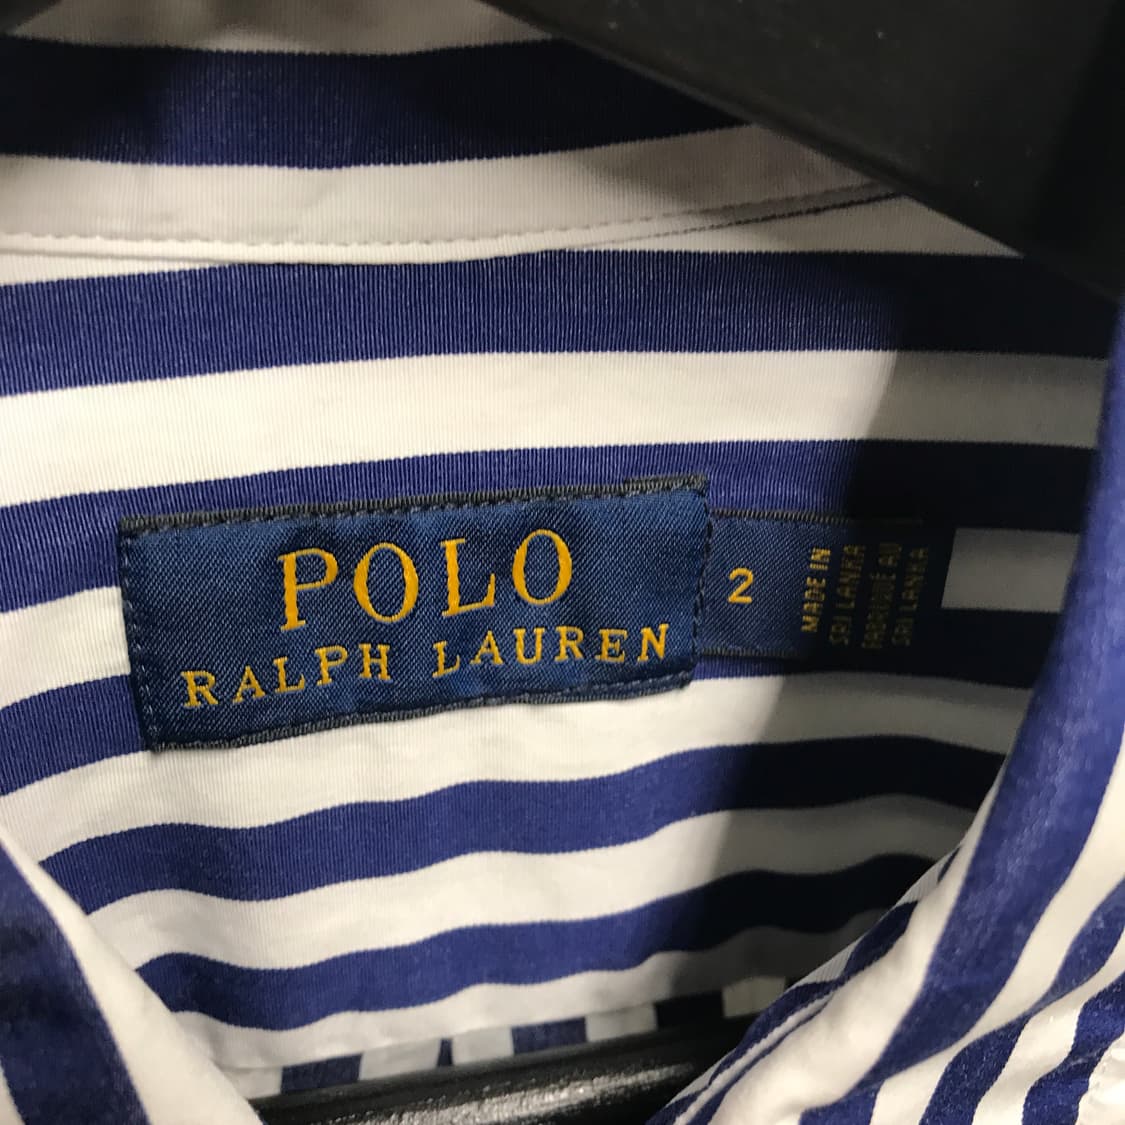 POLO
RALPH LAUREN
2
MADE IN
SRI LANKA
FABRIQUÉ AU
SRI LANKA